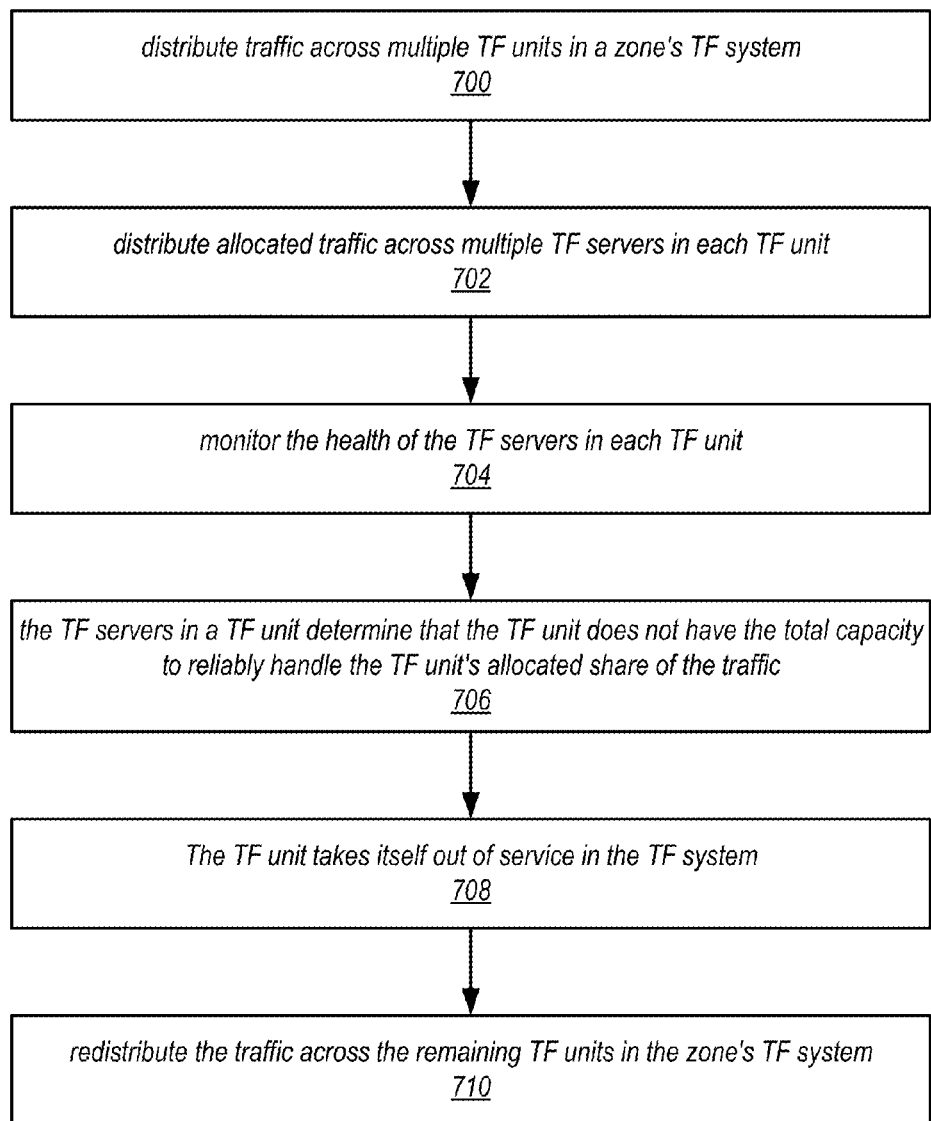 distribute traffic across multiple TF units in a zone's TF system
700
distribute allocated traffic across multiple TF servers in each TF unit
702
monitor the health of the TF servers in each TF unit
704
the TF servers in a TF unit determine that the TF unit does not have the total capacity
to reliably handle the TF unit's allocated share of the traffic
706
The TF unit takes itself out of service in the TF system
708
redistribute the traffic across the remaining TF units in the zone's TF system
710